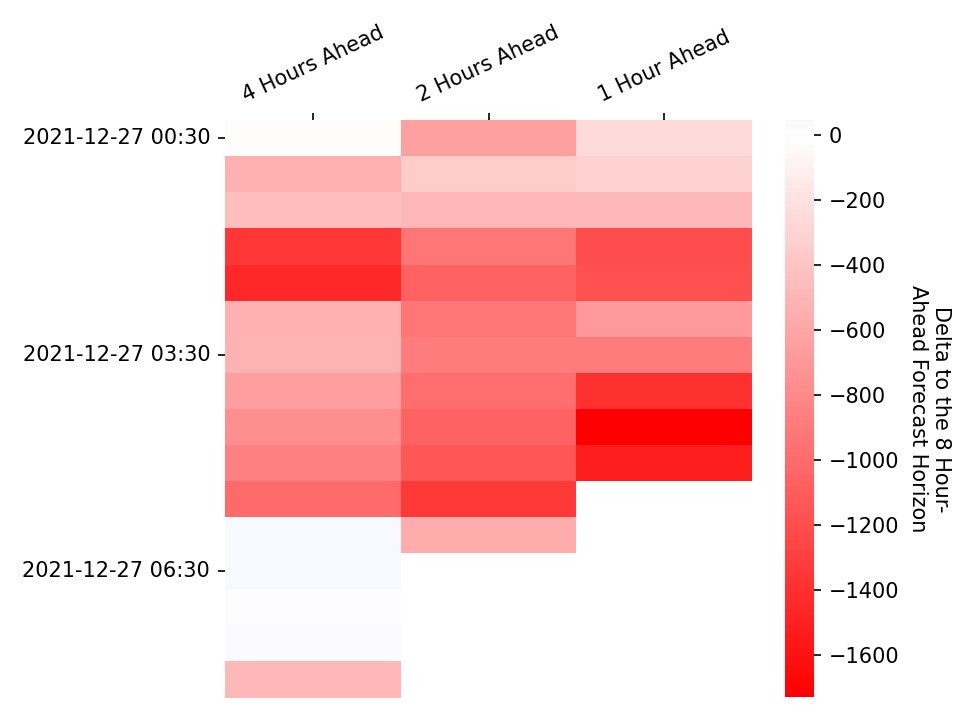 4 Hours Ahead
2 Hours Ahead
1 Hour Ahead
2021-12-27 00:30
2021-12-27 03:30
2021-12-27 06:30
0
−200
−400
−600
−800
−1000
−1200
−1400
−1600
Delta to the 8 Hour-
Ahead Forecast Horizon